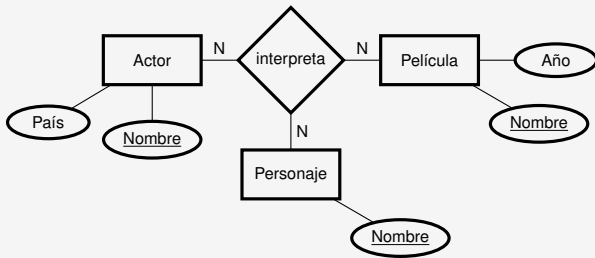 Actor
N
interpreta
N
Película
Año
País
Nombre
Nombre
N
Personaje
Nombre